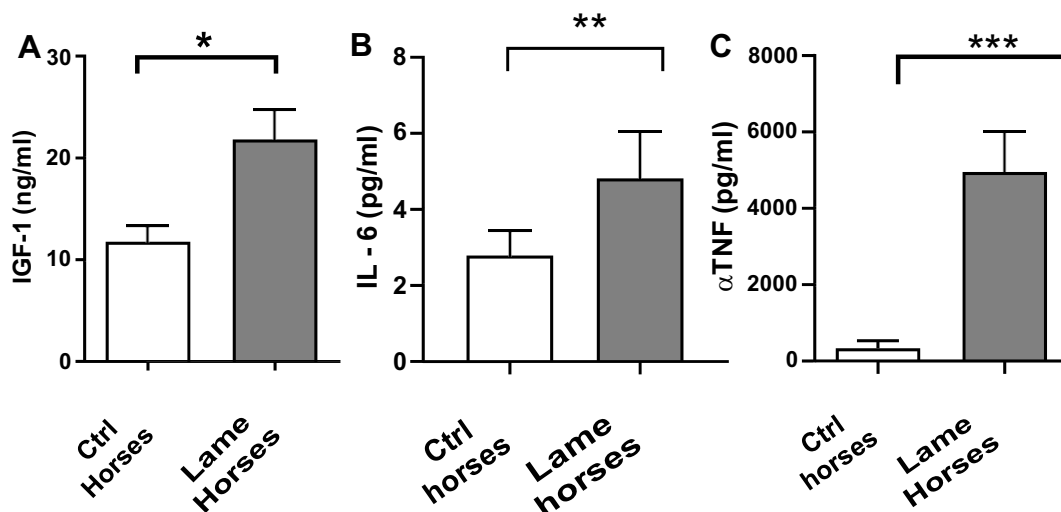 A
*
30
20
10
0
IGF-1 (ng/ml)
Ctrl
Horses
Lame
Horses
B
**
8
6
4
2
0
IL - 6 (pg/ml)
Ctrl
horses
Lame
horses
C
***
8000
6000
4000
2000
0
αTNF (pg/ml)
Ctrl
horses
Lame
Horses